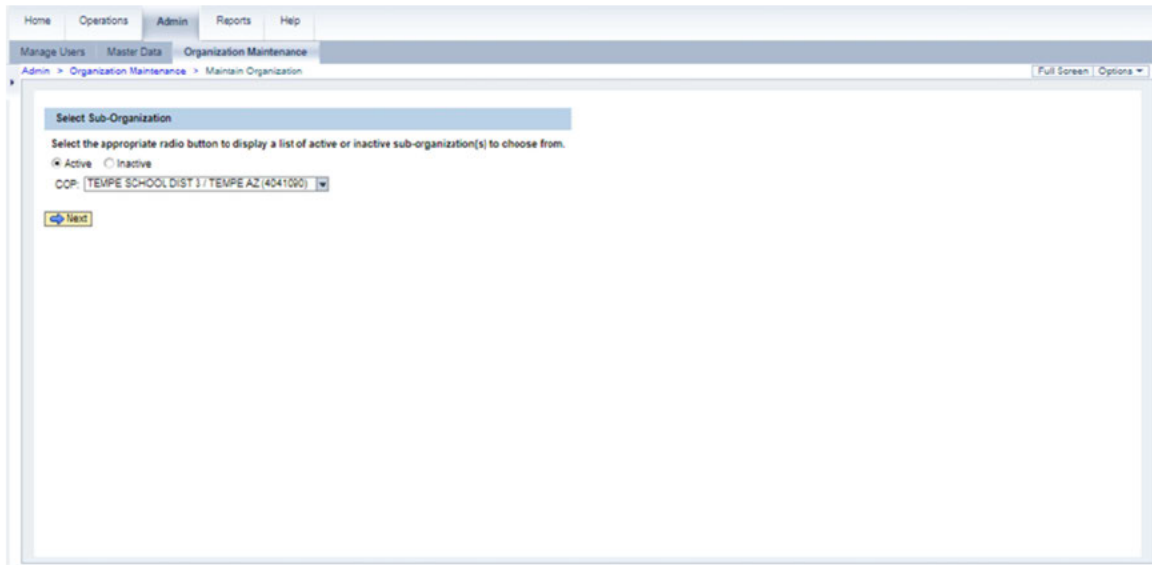 Home Operations Admin Reports Help
Manage Users Master Data Organization Maintenance
Admin > Organization Maintenance > Maintain Organization Full Screen Options
Select Sub-Organization
Select the appropriate radio button to display a list of active or inactive sub-organization(s) to choose from.
Active Inactive
COP: TEMPE SCHOOL DIST 3 / TEMPE AZ (4041090)
Next